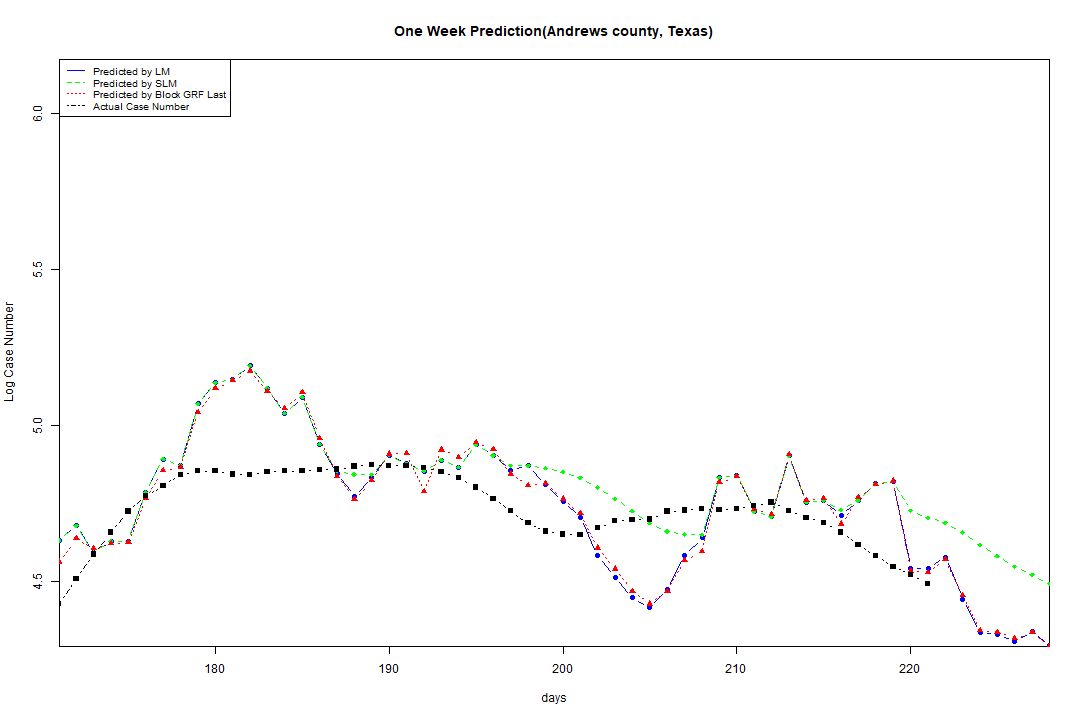 One Week Prediction(Andrews county, Texas)
Predicted by LM
Predicted by SLM
Predicted by Block GRF Last
Actual Case Number
Log Case Number
6.0
5.5
5.0
4.5
180 190 200 210 220
days